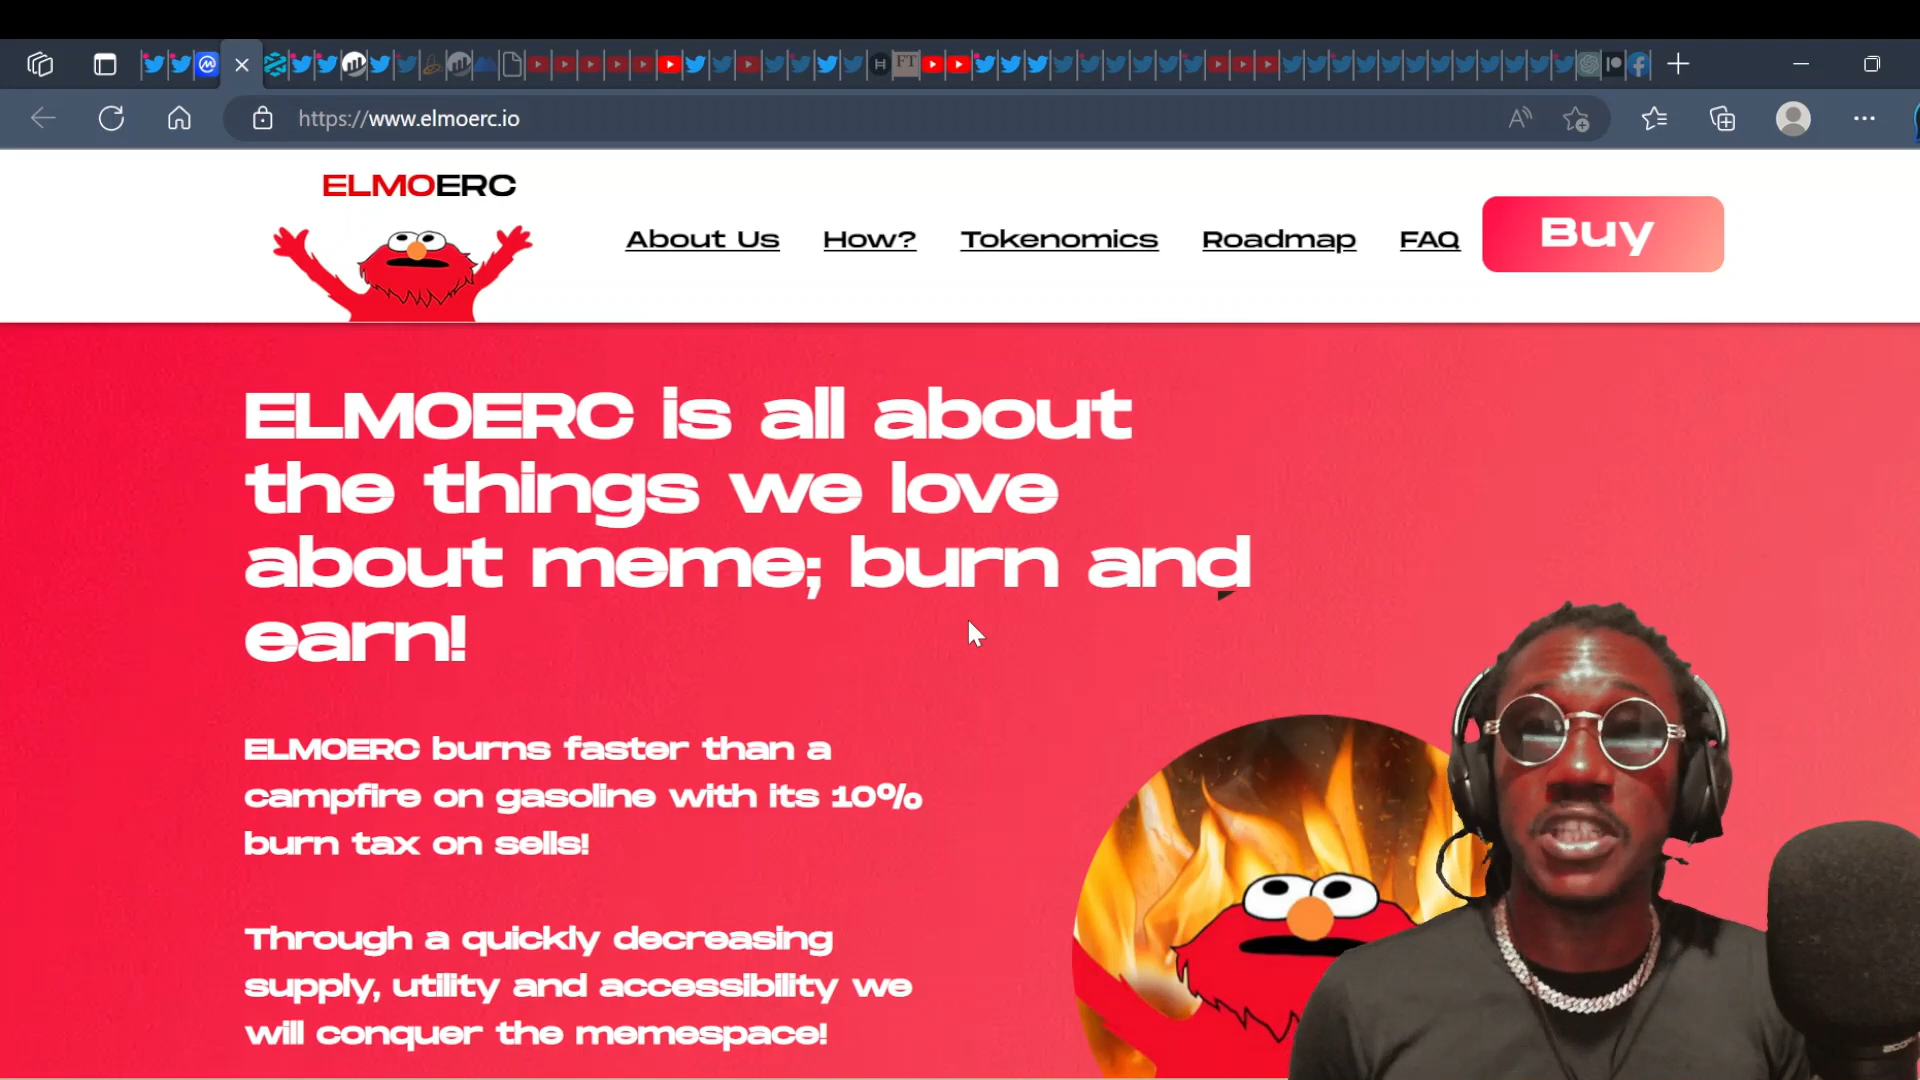 FT
https://www.elmoerc.io
ELMOERC
About Us
How?
Tokenomics
Roadmap
FAQ
Buy
ELMOERC is all about
the things we love
about meme; burn and
earn!
ELMOERC burns faster than a
campfire on gasoline with its 10%
burn tax on sells!
Through a quickly decreasing
supply, utility and accessibility we
will conquer the memespace!